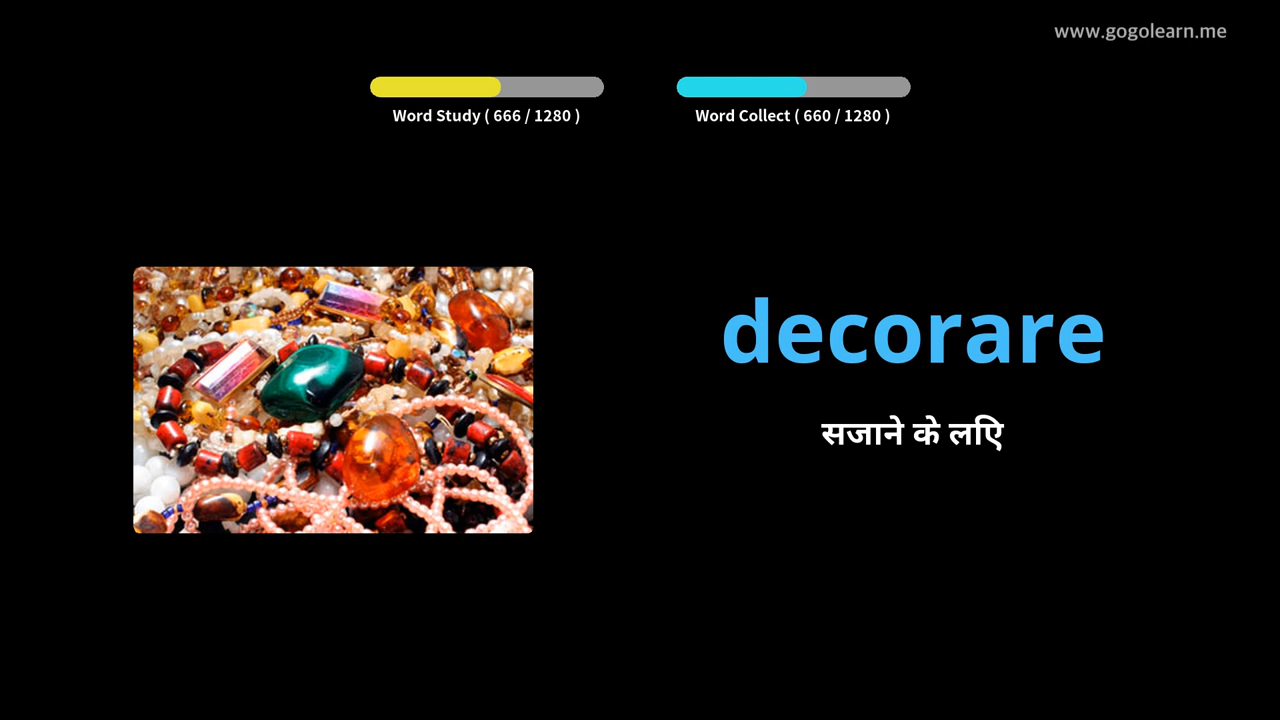 www.gogolearn.me
Word Study ( 666 / 1280 )
Word Collect ( 660 / 1280 )
decorare
सजाने के लिए